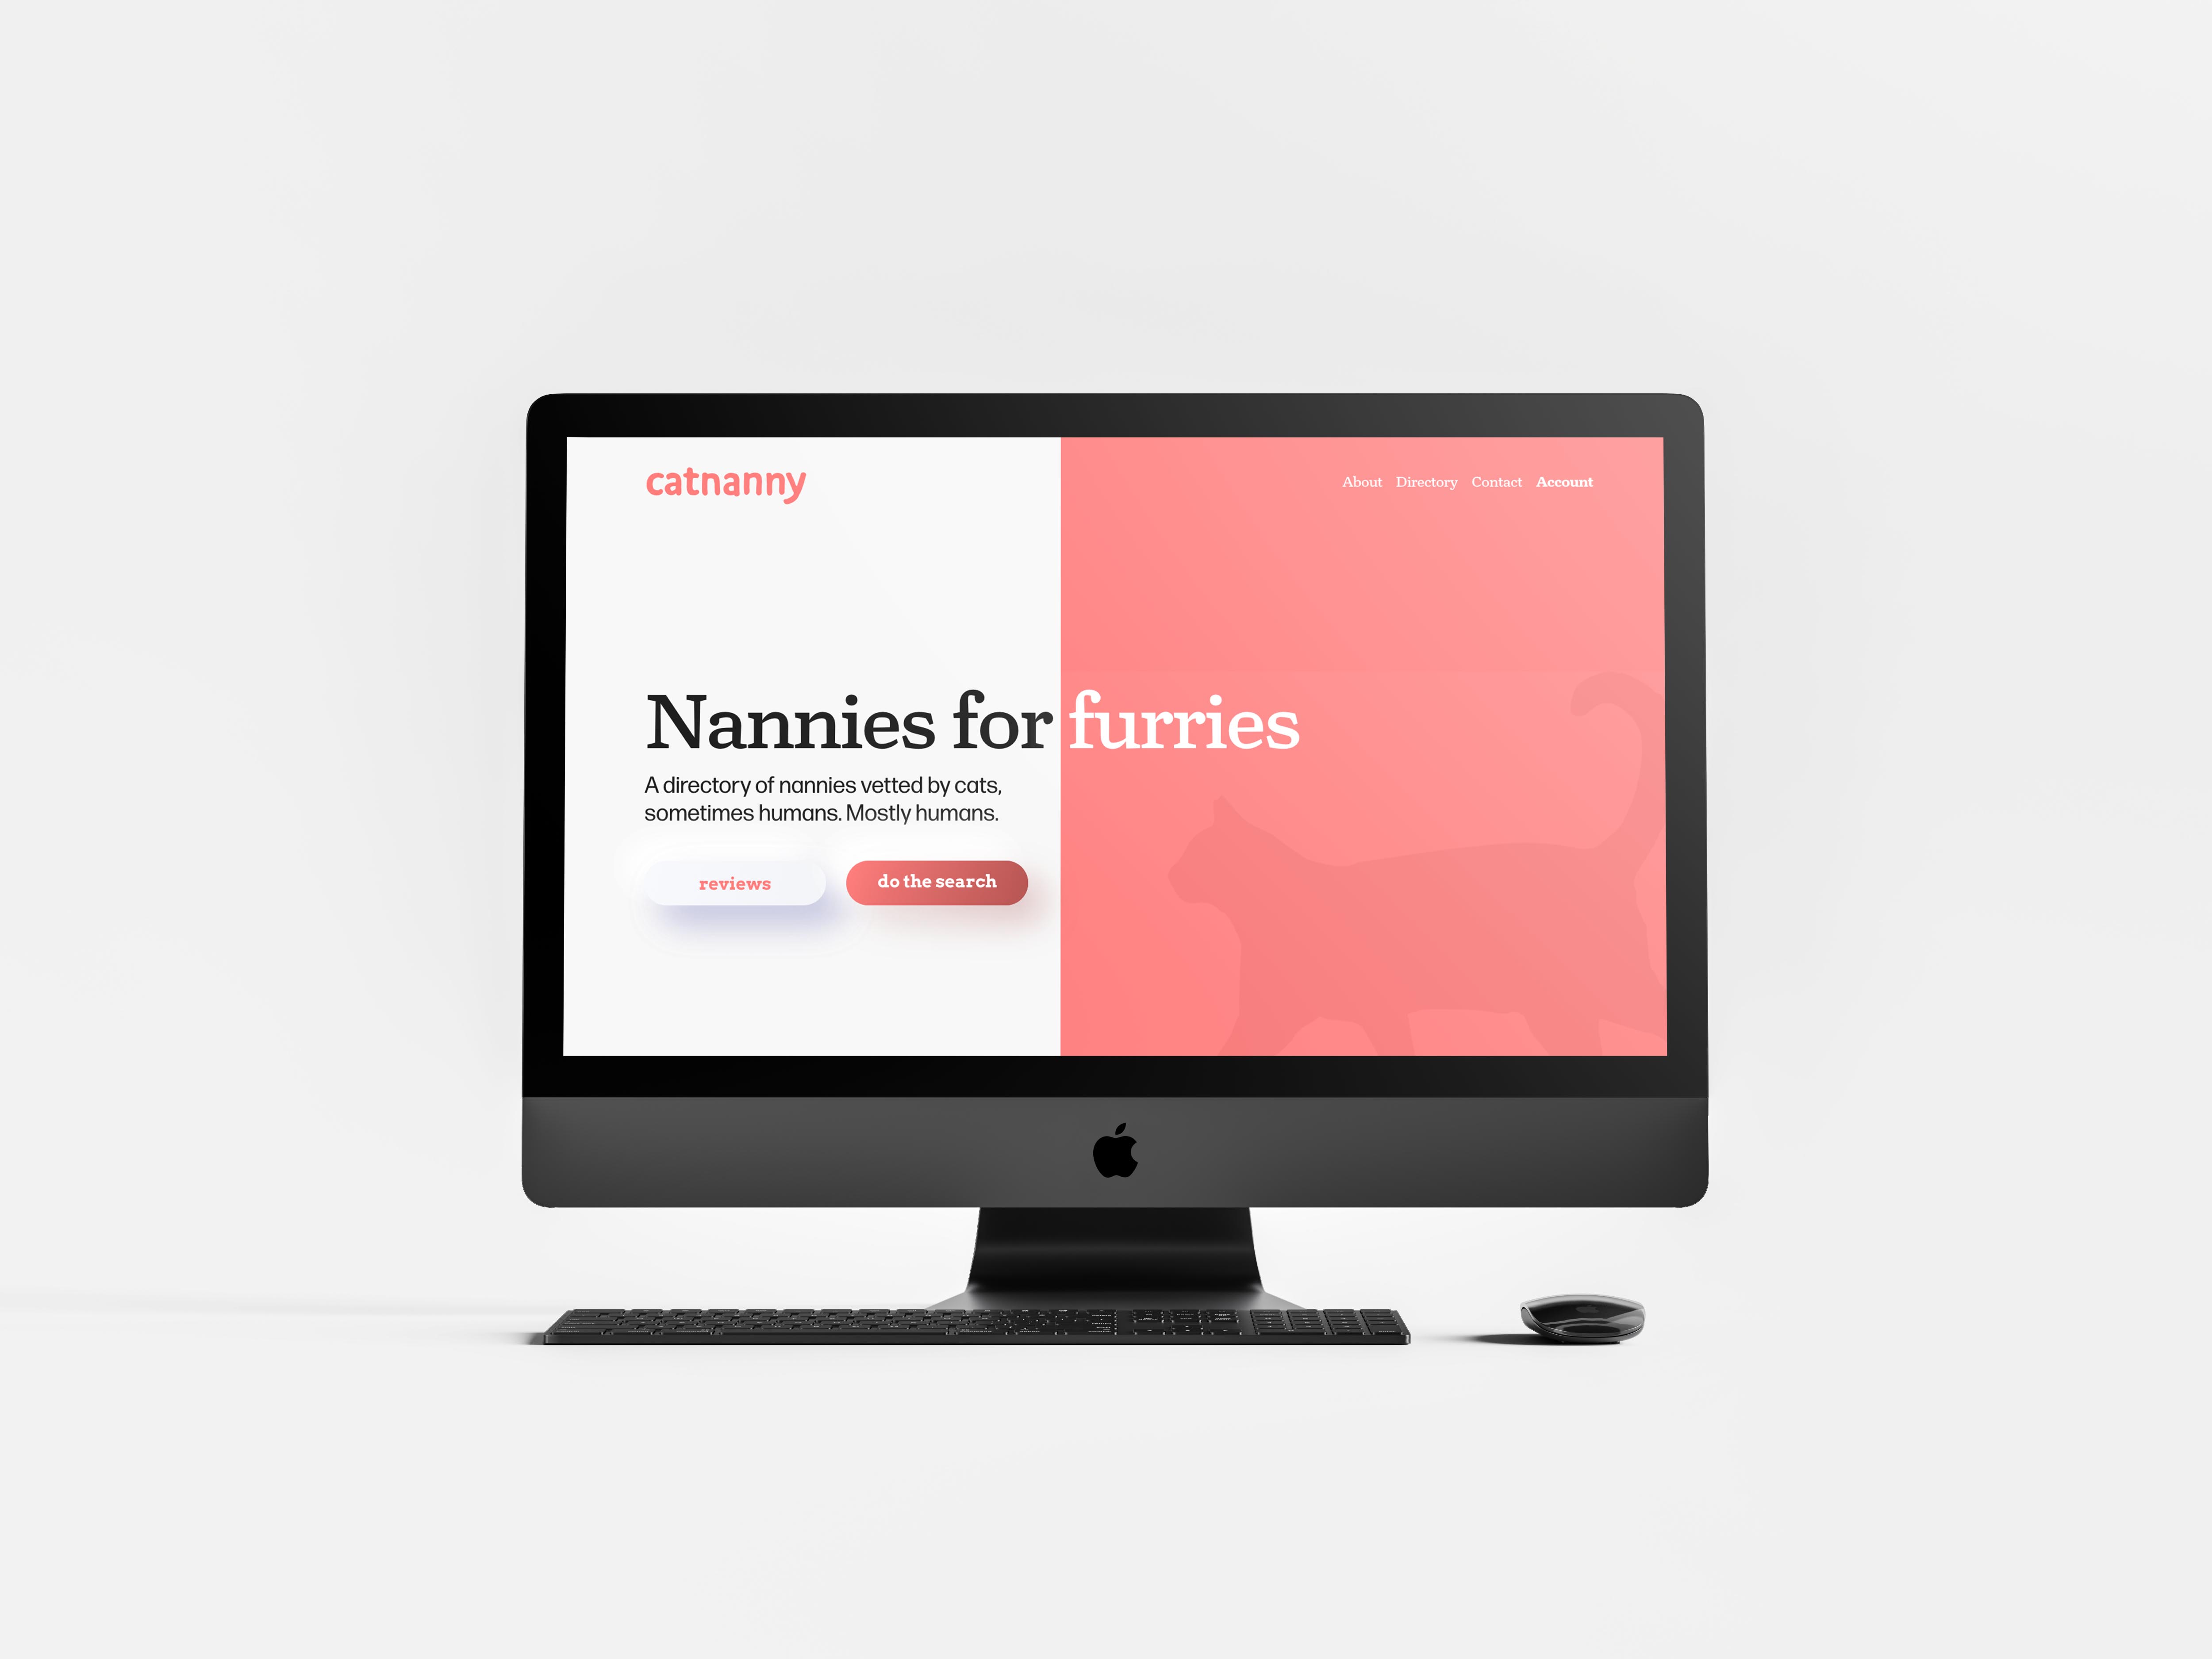 catnanny
About Directory Contact Account
Nannies for furries
A directory of nannies vetted by cats,
sometimes humans. Mostly humans.
reviews
do the search